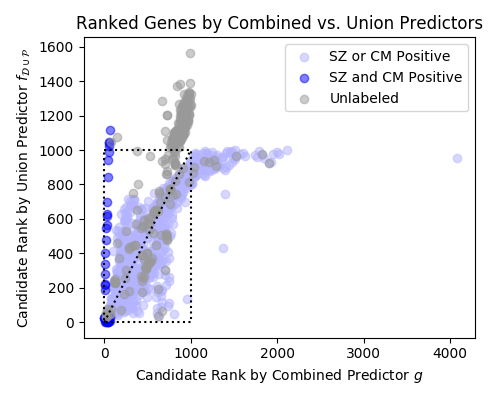 Ranked Genes by Combined vs. Union Predictors
SZ or CM Positive
SZ and CM Positive
Unlabeled
Candidate Rank by Union Predictor f_{𝒟∪𝒫}
1600
1400
1200
1000
800
600
400
200
0
0 1000 2000 3000 4000
Candidate Rank by Combined Predictor g